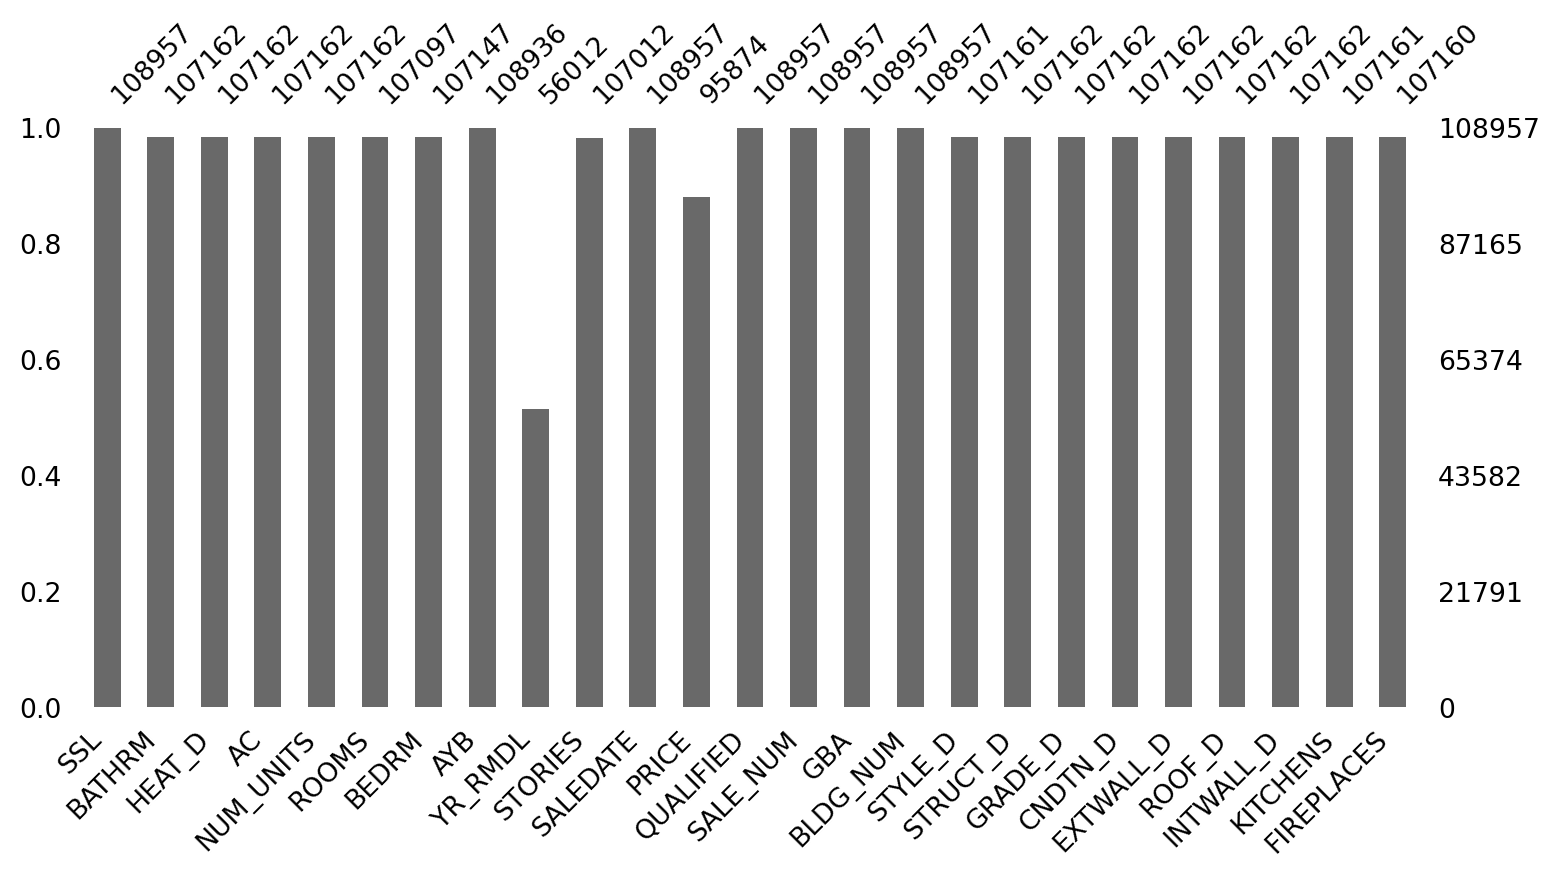 108957
107162
107162
107162
107162
107097
107147
108936
56012
107012
108957
95874
108957
108957
108957
108957
107161
107162
107162
107162
107162
107162
107162
107161
107160
1.0
108957
0.8
87165
0.6
65374
0.4
43582
0.2
21791
0.0
0
SSL
BATHRM
HEAT_D
AC
NUM_UNITS
ROOMS
BEDRM
AYB
YR_RMDL
STORIES
SALEDATE
PRICE
QUALIFIED
SALE_NUM
GBA
BLDG_NUM
STYLE_D
STRUCT_D
GRADE_D
CNDTN_D
EXTWALL_D
ROOF_D
INTWALL_D
KITCHENS
FIREPLACES